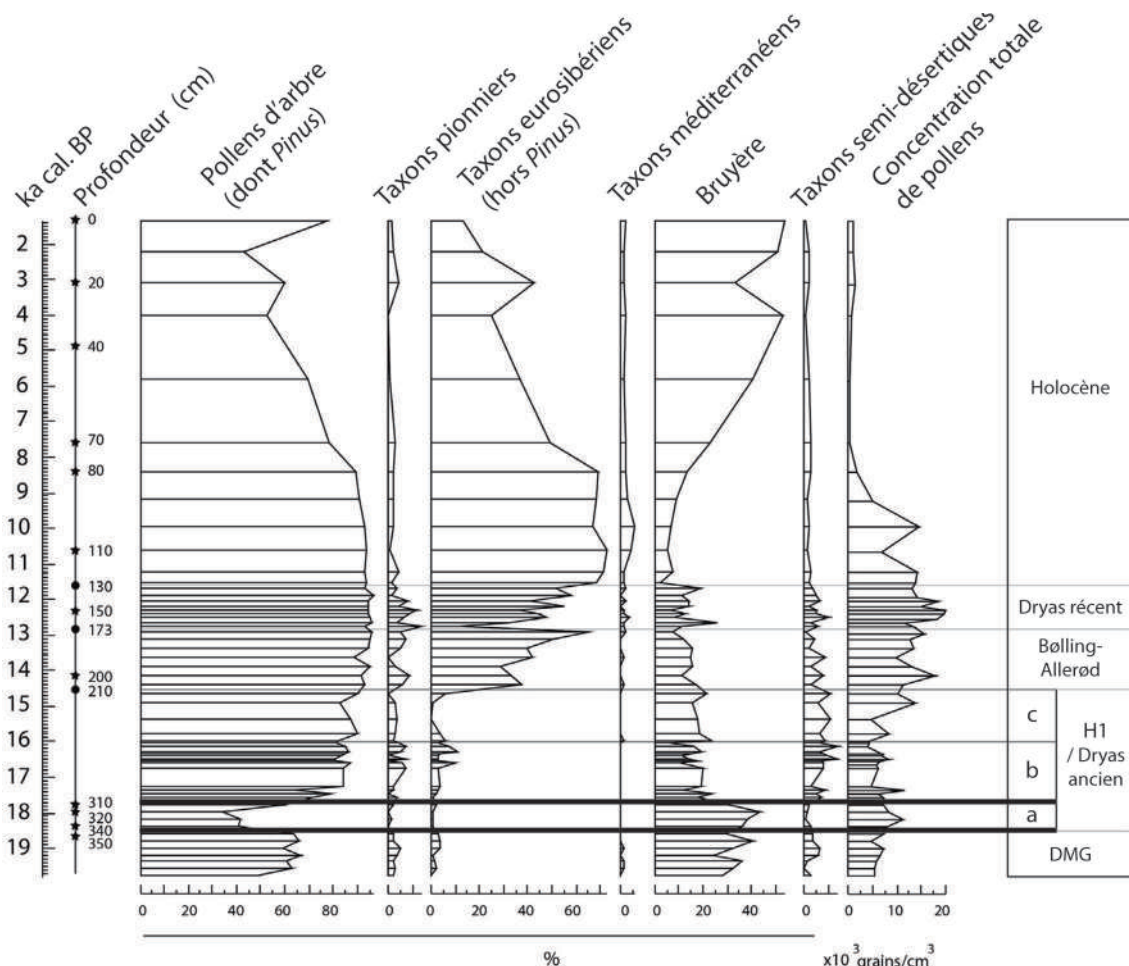 ka cal. BP
Profondeur (cm)
Pollens d'arbre
(dont Pinus)
Taxons pionniers
Taxons eurosibériens
(hors Pinus)
Taxons méditerranéens
Bruyère
Taxons semi-désertiques
Concentration totale
de pollens
2
3
4
5
6
7
8
9
10
11
12
13
14
15
16
17
18
19
0
20
40
70
80
110
130
150
173
200
210
310
320
340
350
Holocène
Dryas récent
Bølling-
Allerød
c
b
a
H1
/ Dryas
ancien
DMG
0 20 40 60 80
0
0 20 40 60
0
0 20 40
0
0 10 20
%
x10³grains/cm³